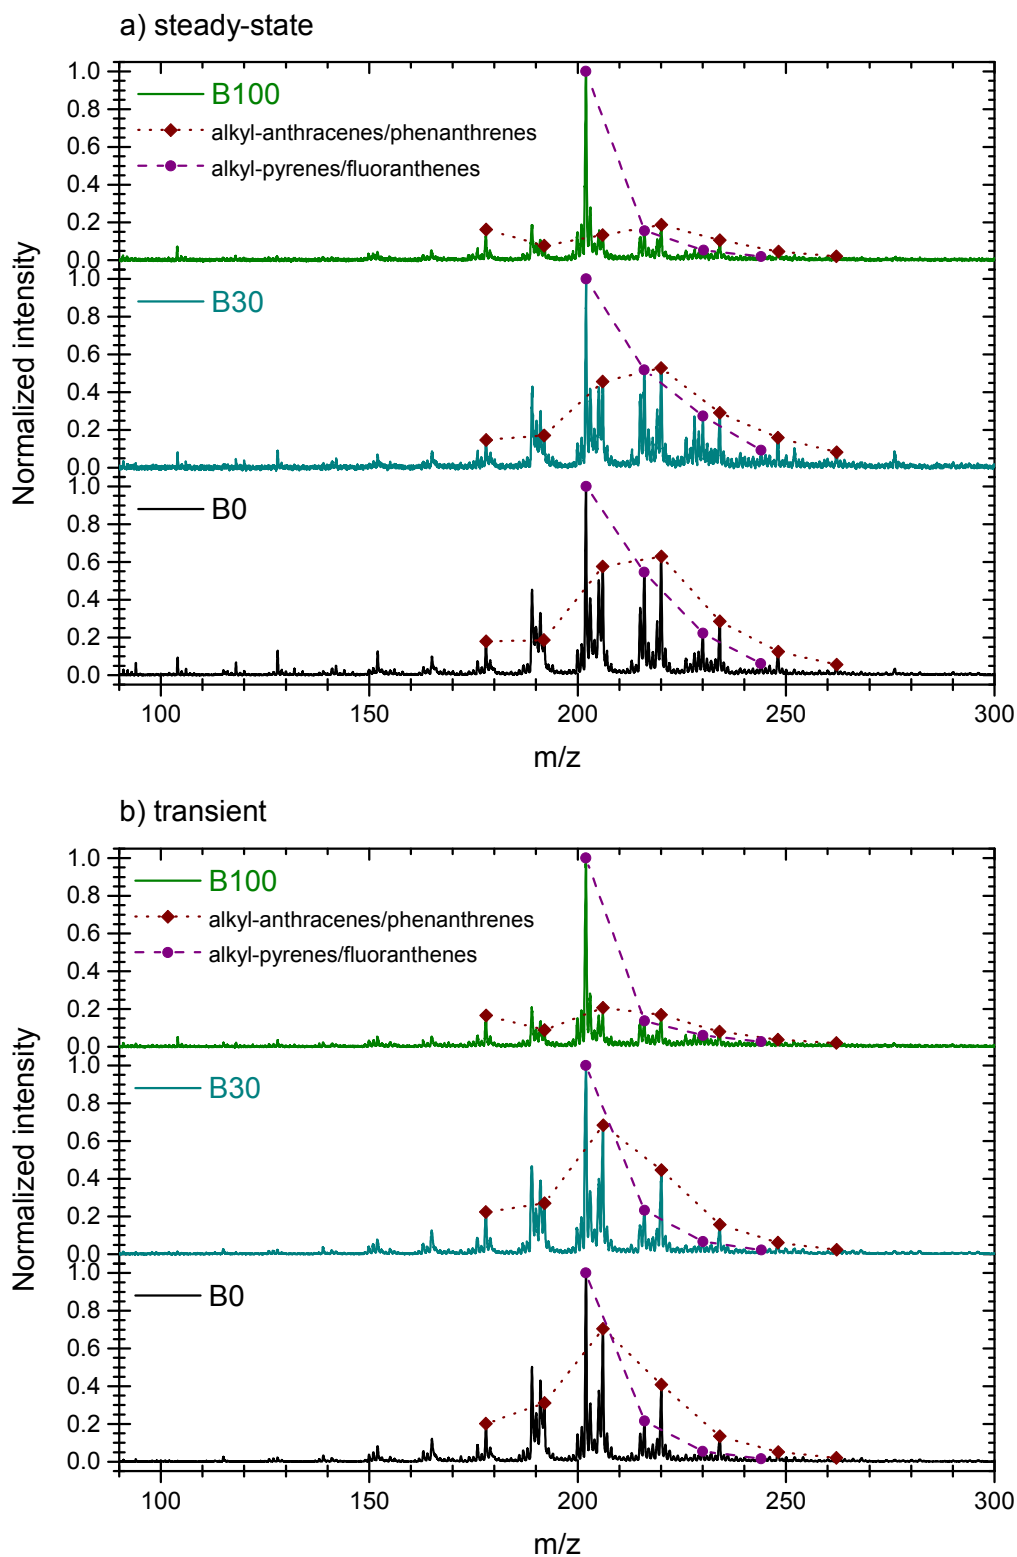 a) steady-state
1.0
B100
0.8
alkyl-anthracenes/phenanthrenes
0.6
alkyl-pyrenes/fluoranthenes
0.4
0.2
0.0
1.0
B30
0.8
0.6
0.4
0.2
0.0
1.0
B0
0.8
0.6
0.4
0.2
0.0
Normalized intensity
100 150 200 250 300
m/z
b) transient
1.0
B100
0.8
alkyl-anthracenes/phenanthrenes
0.6
alkyl-pyrenes/fluoranthenes
0.4
0.2
0.0
1.0
B30
0.8
0.6
0.4
0.2
0.0
1.0
B0
0.8
0.6
0.4
0.2
0.0
Normalized intensity
100 150 200 250 300
m/z